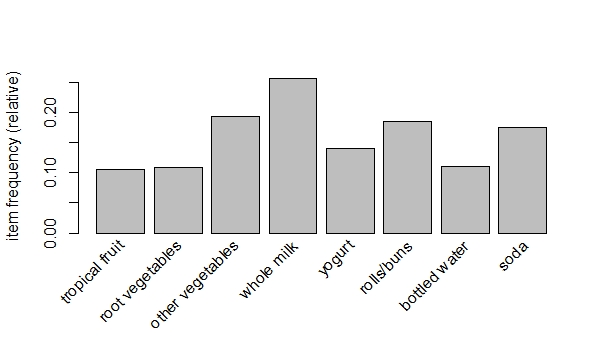 item frequency (relative)
0.20
0.10
0.00
tropical fruit
root vegetables
other vegetables
whole milk
yogurt
rolls/buns
bottled water
soda